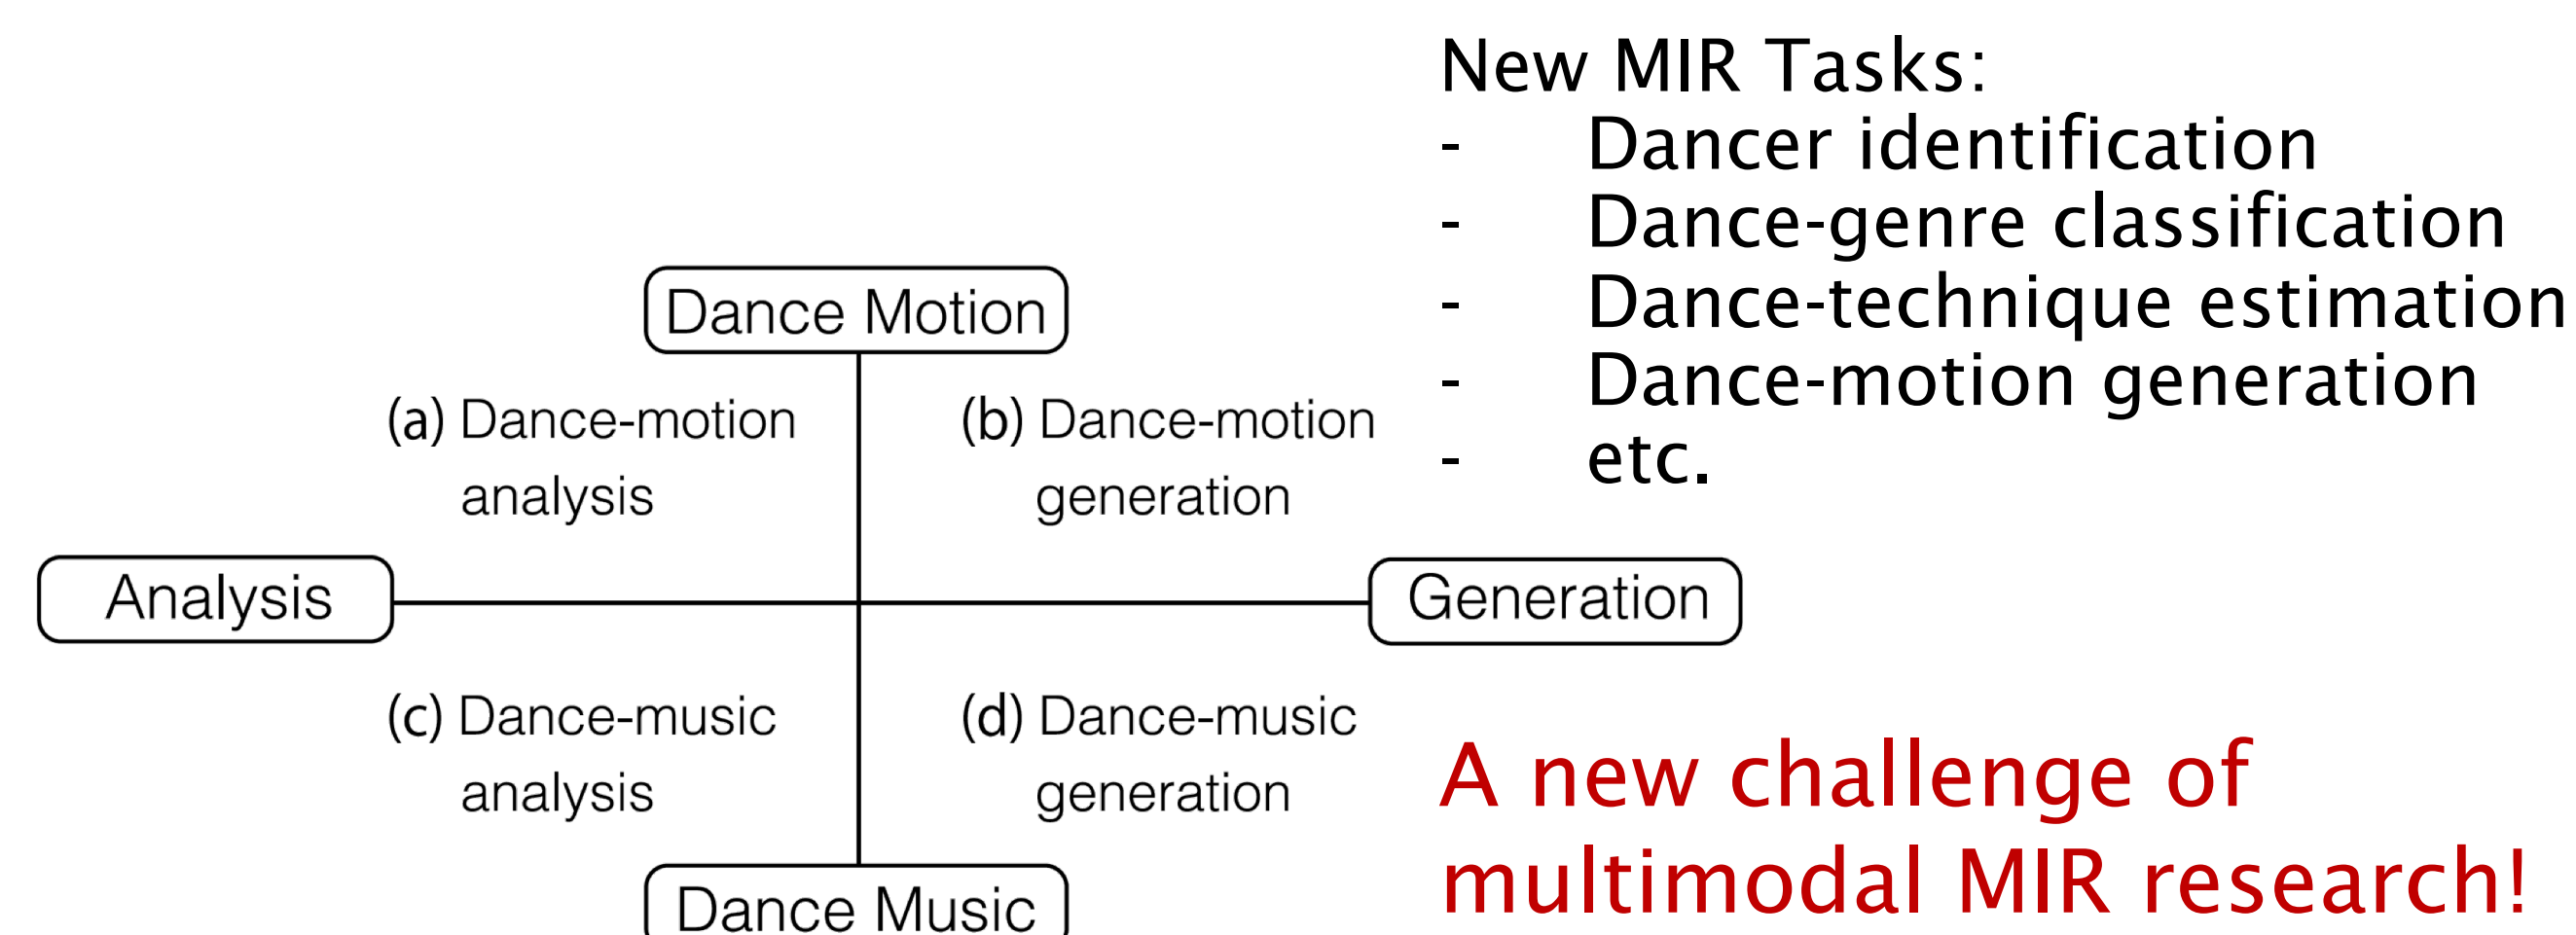 New MIR Tasks:
- Dancer identification
- Dance-genre classification
- Dance-technique estimation
- Dance-motion generation
- etc.
Dance Motion
(a) Dance-motion
analysis
(b) Dance-motion
generation
Analysis
Generation
(c) Dance-music
analysis
(d) Dance-music
generation
Dance Music
A new challenge of
multimodal MIR research!